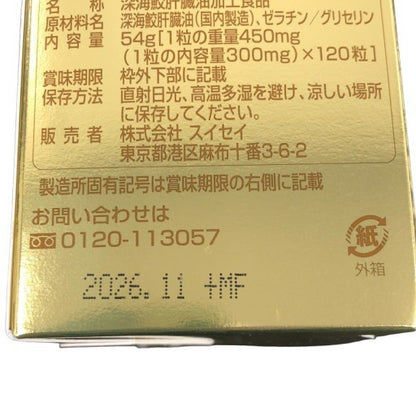 名　称　深海鮫肝臓油加工食品
原材料名　深海鮫肝臓油(国内製造)、ゼラチン/グリセリン
内容量　54g[1粒の重量450mg
(1粒の内容量300mg)×120粒]
賞味期限　枠外下部に記載
保存方法　直射日光、高温多湿を避け、涼しい場所
に保存してください。
販売者　株式会社 スイセイ
東京都港区麻布十番3-6-2
製造所固有記号は賞味期限の右側に記載
お問い合わせは
0120-113057
紙
外箱
2026.11 +MF